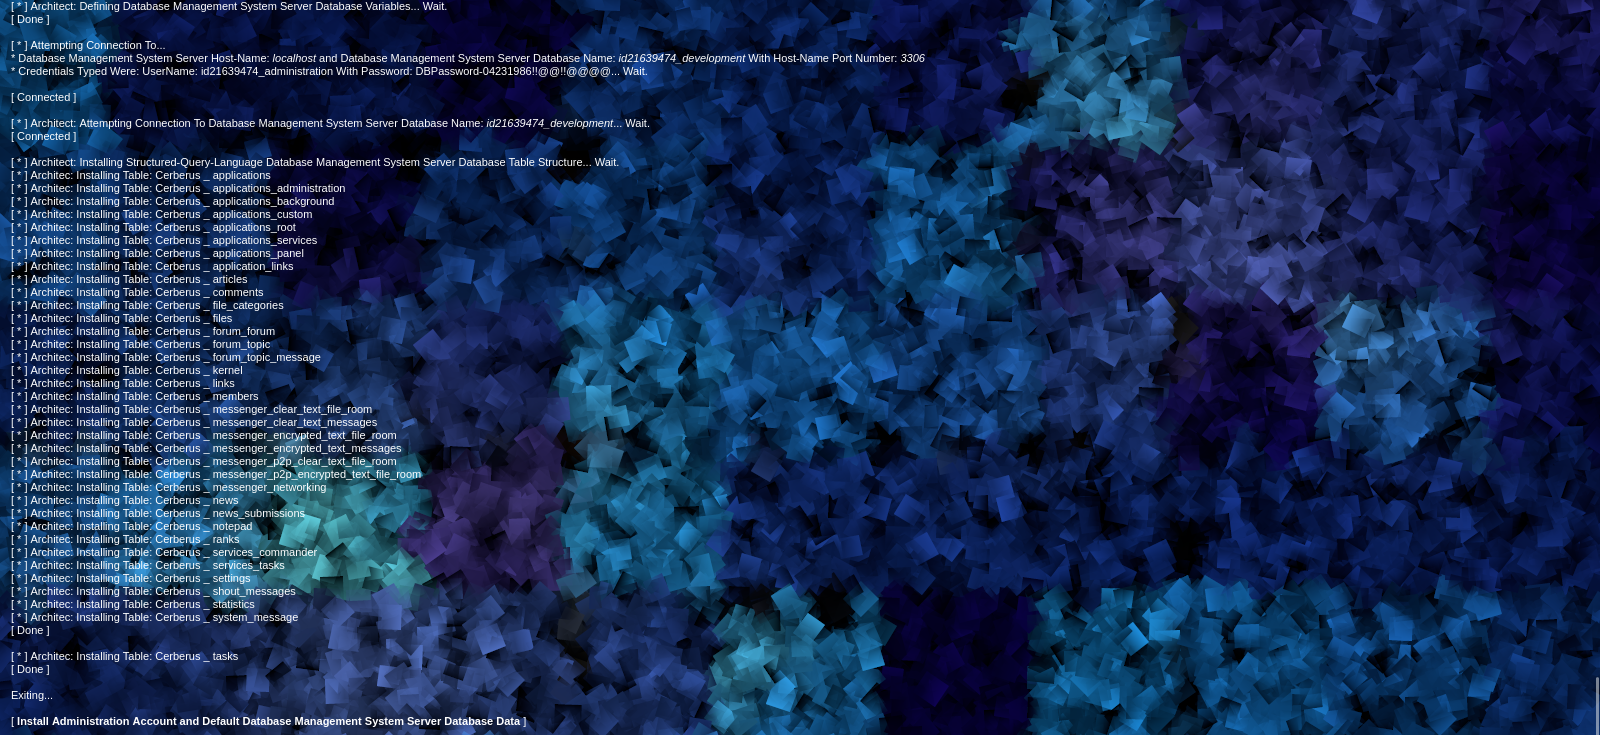 [ * ] Architect: Defining Database Management System Server Database Variables... Wait.
[ Done ]
[ * ] Attempting Connection To...
* Database Management System Server Host-Name: localhost and Database Management System Server Database Name: id21639474_development With Host-Name Port Number: 3306
* Credentials Typed Were: UserName: id21639474_administration With Password: DBPassword-04231986!!@@!!@@@@... Wait.
[ Connected ]
[ * ] Architect: Attempting Connection To Database Management System Server Database Name: id21639474_development... Wait.
[ Connected ]
[ * ] Architect: Installing Structured-Query-Language Database Management System Server Database Table Structure... Wait.
[ * ] Architec: Installing Table: Cerberus _ applications
[ * ] Architec: Installing Table: Cerberus _ applications_administration
[ * ] Architec: Installing Table: Cerberus _ applications_background
[ * ] Architec: Installing Table: Cerberus _ applications_custom
[ * ] Architec: Installing Table: Cerberus _ applications_root
[ * ] Architec: Installing Table: Cerberus _ applications_services
[ * ] Architec: Installing Table: Cerberus _ applications_panel
[ * ] Architec: Installing Table: Cerberus _ application_links
[ * ] Architec: Installing Table: Cerberus _ articles
[ * ] Architec: Installing Table: Cerberus _ comments
[ * ] Architec: Installing Table: Cerberus _ file_categories
[ * ] Architec: Installing Table: Cerberus _ files
[ * ] Architec: Installing Table: Cerberus _ forum_forum
[ * ] Architec: Installing Table: Cerberus _ forum_topic
[ * ] Architec: Installing Table: Cerberus _ forum_topic_message
[ * ] Architec: Installing Table: Cerberus _ kernel
[ * ] Architec: Installing Table: Cerberus _ links
[ * ] Architec: Installing Table: Cerberus _ members
[ * ] Architec: Installing Table: Cerberus _ messenger_clear_text_file_room
[ * ] Architec: Installing Table: Cerberus _ messenger_clear_text_messages
[ * ] Architec: Installing Table: Cerberus _ messenger_encrypted_text_file_room
[ * ] Architec: Installing Table: Cerberus _ messenger_encrypted_text_messages
[ * ] Architec: Installing Table: Cerberus _ messenger_p2p_clear_text_file_room
[ * ] Architec: Installing Table: Cerberus _ messenger_p2p_encrypted_text_file_room
[ * ] Architec: Installing Table: Cerberus _ messenger_networking
[ * ] Architec: Installing Table: Cerberus _ news
[ * ] Architec: Installing Table: Cerberus _ news_submissions
[ * ] Architec: Installing Table: Cerberus _ notepad
[ * ] Architec: Installing Table: Cerberus _ ranks
[ * ] Architec: Installing Table: Cerberus _ services_commander
[ * ] Architec: Installing Table: Cerberus _ services_tasks
[ * ] Architec: Installing Table: Cerberus _ settings
[ * ] Architec: Installing Table: Cerberus _ shout_messages
[ * ] Architec: Installing Table: Cerberus _ statistics
[ * ] Architec: Installing Table: Cerberus _ system_message
[ Done ]
[ * ] Architec: Installing Table: Cerberus _ tasks
[ Done ]
Exiting...
[ Install Administration Account and Default Database Management System Server Database Data ]